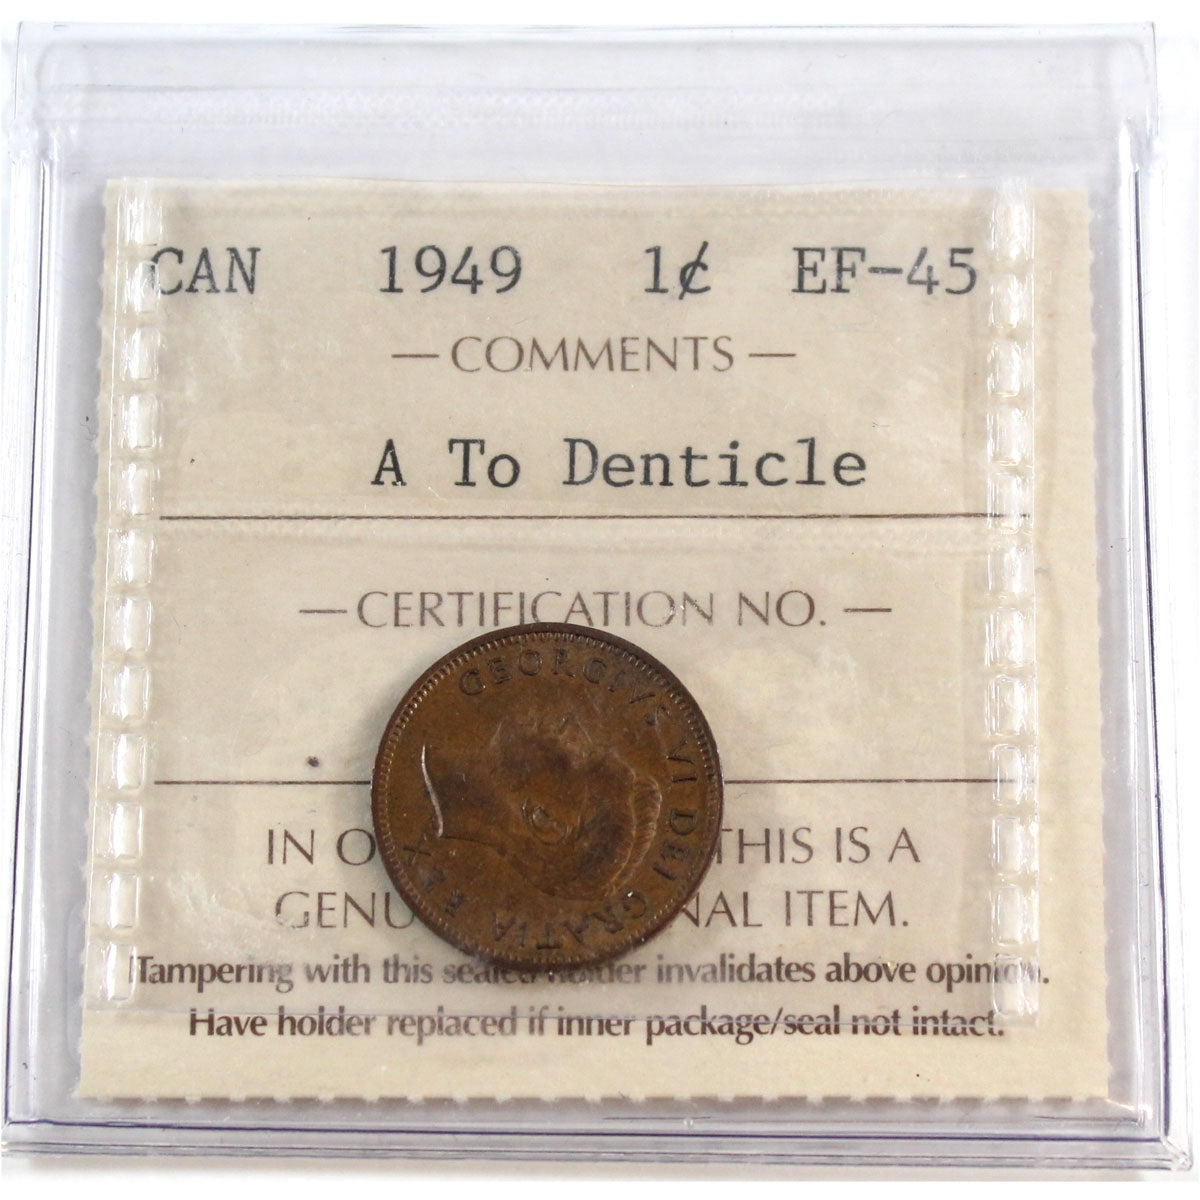 CAN 1949 1¢ EF-45
— COMMENTS —
A To Denticle
— CERTIFICATION NO. —
GEORGIVS VI DEI GRATIA REX
IN O THIS IS A
GENU NAL ITEM.
Tampering with this sealed holder invalidates above opinion.
Have holder replaced if inner package/seal not intact.